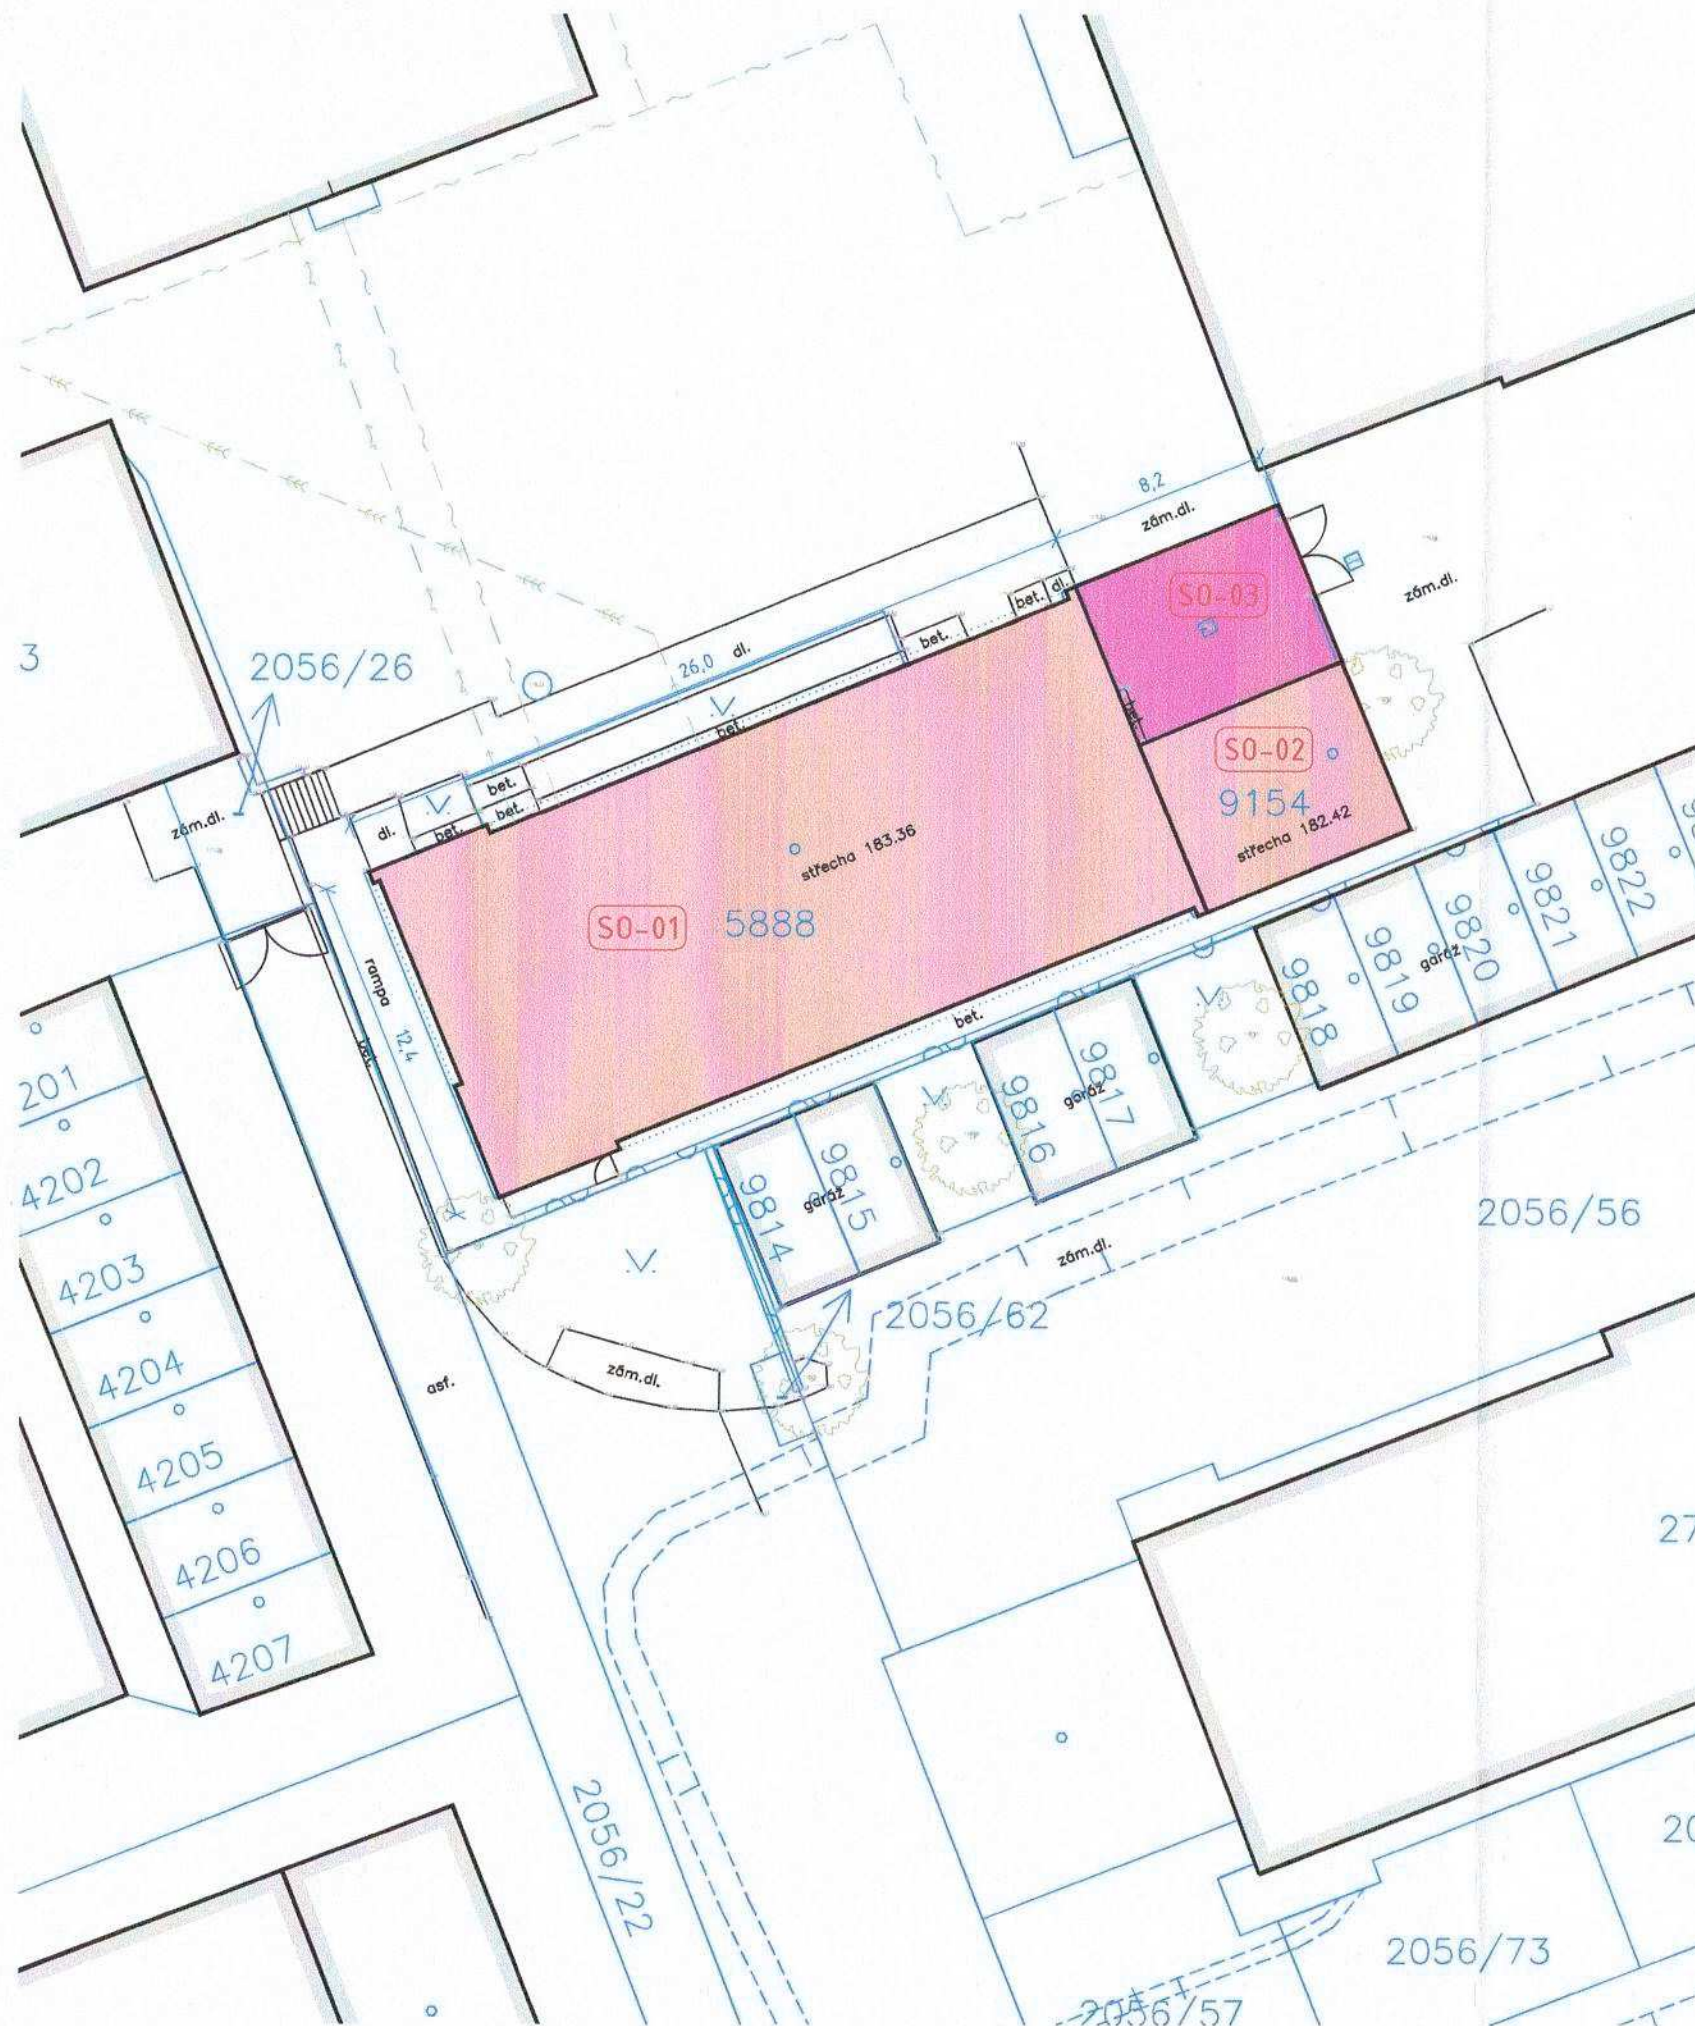 8,2
zám.dl.
SO-03
zám.dl.
bet.
dl.
bet.
dl.
26,0
bet.
3
2056/26
bet.
SO-02
9154
střecha 182.42
bet.
bet.
dl.
bet.
zám.dl.
střecha 183.36
SO-01
5888
9822
9821
9820
garáž
9819
9818
rampa
12,4
bet.
bet.
9817
garáž
9816
201
9815
garáž
9814
4202
2056/56
4203
zám.dl.
2056/62
4204
zám.dl.
asf.
4205
27
4206
4207
2056/22
20
2056/73
2056/57